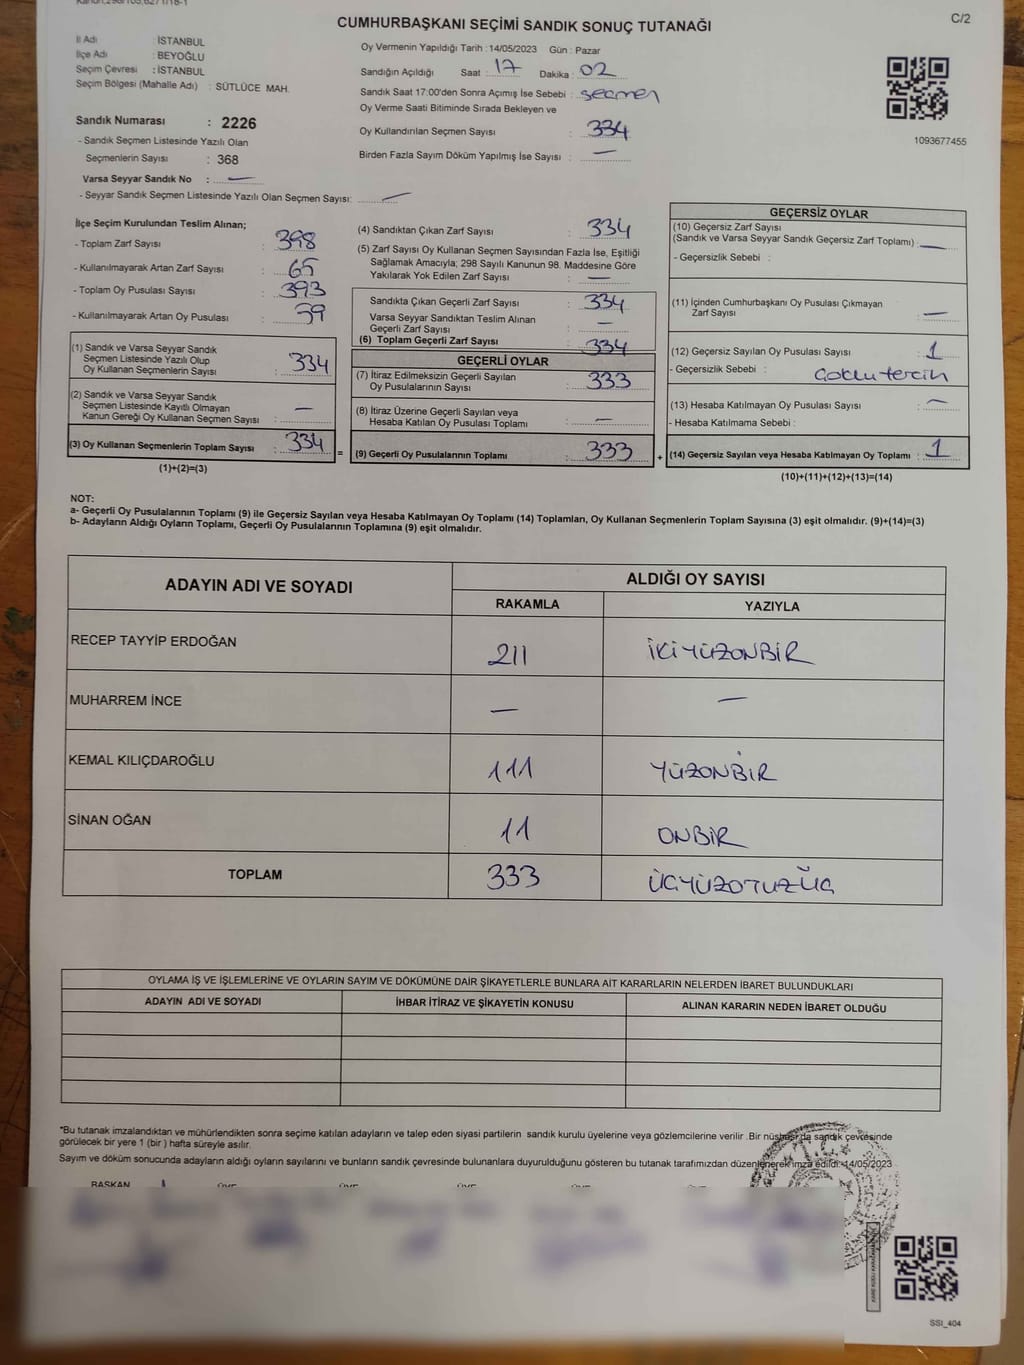 CUMHURBAŞKANI SEÇİMİ SANDIK SONUÇ TUTANAĞI
C/2
İl Adı : İSTANBUL
İlçe Adı : BEYOĞLU
Seçim Çevresi : İSTANBUL
Seçim Bölgesi (Mahalle Adı) : SÜTLÜCE MAH.
Sandık Numarası : 2226
- Sandık Seçmen Listesinde Yazılı Olan
Seçmenlerin Sayısı : 368
Varsa Seyyar Sandık No : —
- Seyyar Sandık Seçmen Listesinde Yazılı Olan Seçmen Sayısı: —
Oy Vermenin Yapıldığı Tarih : 14/05/2023 Gün : Pazar
Sandığın Açıldığı Saat : 17 Dakika : 02
Sandık Saat 17:00'den Sonra Açımış İse Sebebi : seçmen
Oy Verme Saati Bitiminde Sırada Bekleyen ve
Oy Kullandırılan Seçmen Sayısı : 334
Birden Fazla Sayım Döküm Yapılmış İse Sayısı : —
1093677455
İlçe Seçim Kurulundan Teslim Alınan;
- Toplam Zarf Sayısı : 398
- Kullanılmayarak Artan Zarf Sayısı : 65
- Toplam Oy Pusulası Sayısı : 393
- Kullanılmayarak Artan Oy Pusulası : 59
(1) Sandık ve Varsa Seyyar Sandık
Seçmen Listesinde Yazılı Olup
Oy Kullanan Seçmenlerin Sayısı : 334
(2) Sandık ve Varsa Seyyar Sandık
Seçmen Listesinde Kayıtlı Olmayan
Kanun Gereği Oy Kullanan Seçmen Sayısı : —
(3) Oy Kullanan Seçmenlerin Toplam Sayısı : 334
(1)+(2)=(3)
(4) Sandıktan Çıkan Zarf Sayısı : 334
(5) Zarf Sayısı Oy Kullanan Seçmen Sayısından Fazla İse, Eşitliği
Sağlamak Amacıyla; 298 Sayılı Kanunun 98. Maddesine Göre
Yakılarak Yok Edilen Zarf Sayısı : —
Sandıkta Çıkan Geçerli Zarf Sayısı : 334
Varsa Seyyar Sandıktan Teslim Alınan
Geçerli Zarf Sayısı : —
(6) Toplam Geçerli Zarf Sayısı : 334
GEÇERLİ OYLAR
(7) İtiraz Edilmeksizin Geçerli Sayılan
Oy Pusulalarının Sayısı : 333
(8) İtiraz Üzerine Geçerli Sayılan veya
Hesaba Katılan Oy Pusulaları Toplamı : —
= (9) Geçerli Oy Pusulalarının Toplamı : 333 +
GEÇERSİZ OYLAR
(10) Geçersiz Zarf Sayısı
(Sandık ve Varsa Seyyar Sandık Geçersiz Zarf Toplamı) : —
- Geçersizlik Sebebi :
(11) İçinden Cumhurbaşkanı Oy Pusulası Çıkmayan
Zarf Sayısı : —
(12) Geçersiz Sayılan Oy Pusulası Sayısı : 1
- Geçersizlik Sebebi : Çoklu tercih
(13) Hesaba Katılmayan Oy Pusulası Sayısı : —
- Hesaba Katılmama Sebebi :
(14) Geçersiz Sayılan veya Hesaba Katılmayan Oy Toplamı : 1
(10)+(11)+(12)+(13)=(14)
NOT:
a- Geçerli Oy Pusulalarının Toplamı (9) ile Geçersiz Sayılan veya Hesaba Katılmayan Oy Toplamı (14) Toplamları, Oy Kullanan Seçmenlerin Toplam Sayısına (3) eşit olmalıdır. (9)+(14)=(3)
b- Adayların Aldığı Oyların Toplamı, Geçerli Oy Pusulalarının Toplamına (9) eşit olmalıdır.
ADAYIN ADI VE SOYADI
ALDIĞI OY SAYISI
RAKAMLA YAZIYLA
RECEP TAYYİP ERDOĞAN 211 İKİYÜZONBİR
MUHARREM İNCE — —
KEMAL KILIÇDAROĞLU 111 YÜZONBİR
SİNAN OĞAN 11 ONBİR
TOPLAM 333 ÜÇYÜZOTUZÜÇ
OYLAMA İŞ VE İŞLEMLERİNE VE OYLARIN SAYIM VE DÖKÜMÜNE DAİR ŞİKAYETLERLE BUNLARA AİT KARARLARIN NELERDEN İBARET BULUNDUKLARI
ADAYIN ADI VE SOYADI İHBAR İTİRAZ VE ŞİKAYETİN KONUSU ALINAN KARARIN NEDEN İBARET OLDUĞU
*Bu tutanak imzalandıktan ve mühürlendikten sonra seçime katılan adayların ve talep eden siyasi partilerin sandık kurulu üyelerine veya gözlemcilerine verilir .Bir nüshası da sandık çevresinde
görülecek bir yere 1 (bir ) hafta süreyle asılır.
Sayım ve döküm sonucunda adayların aldığı oyların sayılarını ve bunların sandık çevresinde bulunanlara duyurulduğunu gösteren bu tutanak tarafımızdan düzenlenerek imza edildi. 14/05/2023
BAŞKAN ÜYE ÜYE ÜYE ÜYE ÜYE
SSI_404